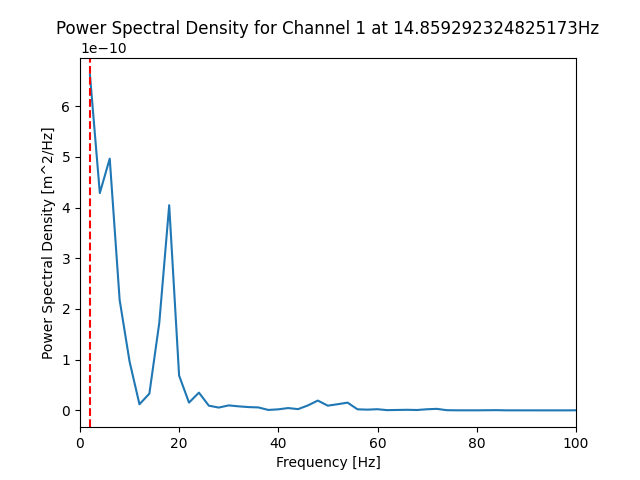 Power Spectral Density for Channel 1 at 14.859292324825173Hz
1e−10
6
5
4
3
2
1
0
Power Spectral Density [m^2/Hz]
0 20 40 60 80 100
Frequency [Hz]